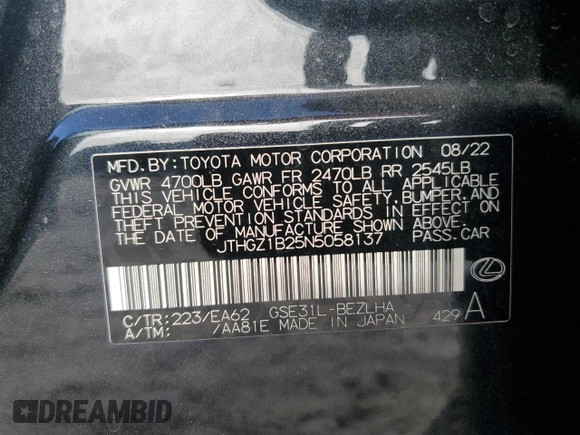 MFD. BY: TOYOTA MOTOR CORPORATION 08/22
GVWR 4700LB GAWR FR 2470LB RR 2545LB
THIS VEHICLE CONFORMS TO ALL APPLICABLE
FEDERAL MOTOR VEHICLE SAFETY, BUMPER, AND
THEFT PREVENTION STANDARDS IN EFFECT ON
THE DATE OF MANUFACTURE SHOWN ABOVE.
JTHGZ1B25N5058137 PASS.CAR
C/TR: 223/EA62 GSE31L-BEZLHA
A/TM: /AA81E MADE IN JAPAN 429 A
DREAMBID